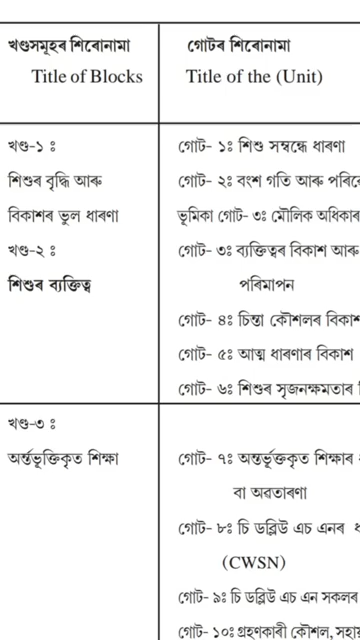 খণ্ডসমূহৰ শিৰোনামা
গোটৰ শিৰোনামা
Title of Blocks
Title of the (Unit)
খণ্ড-১ :
গোট- ১ঃ শিশু সম্বন্ধে ধাৰণা
শিশুৰ বৃদ্ধি আৰু
গোট- ২ঃ বংশ গতি আৰু
বিকাশৰ ভুল ধাৰণা
ভূমিকা গোট- ৩ঃ মৌলিক অধিকাৰ
খণ্ড-২ :
গোট- ৩ঃ ব্যক্তিত্বৰ বিকাশ আৰু
শিশুৰ ব্যক্তিত্ব
পৰিমাপন
গোট- ৪ঃ চিন্তা কৌশলৰ বিকাশ
গোট- ৫ঃ আত্ম ধাৰণাৰ বিকাশ
গোট- ৬ঃ শিশুৰ সৃজনক্ষমতাৰ
খণ্ড-৩ :
অৰ্ন্তভূক্তিকৃত শিক্ষা
গোট- ৭ঃ অন্তৰ্ভূক্তকৃত শিক্ষাৰ
বা অৱতাৰণা
গোট- ৮ঃ চি ডব্লিউ এচ এনৰ
(CWSN)
গোট- ৯ঃ চি ডব্লিউ এচ এন সকলৰ
গোট- ১০ঃ গ্ৰহণকাৰী কৌশল,